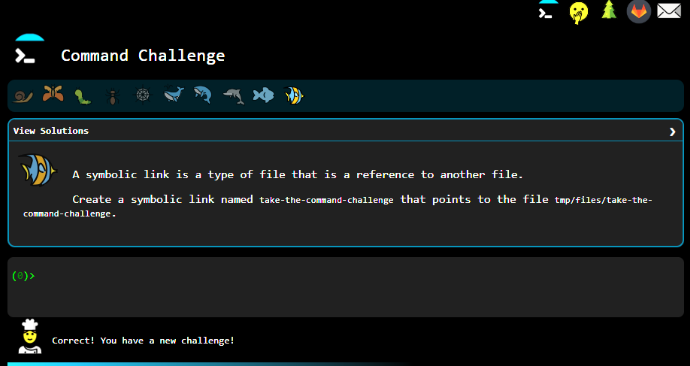 Command Challenge
View Solutions
A symbolic link is a type of file that is a reference to another file.
Create a symbolic link named take-the-command-challenge that points to the file tmp/files/take-the-
command-challenge.
(0)>
Correct! You have a new challenge!